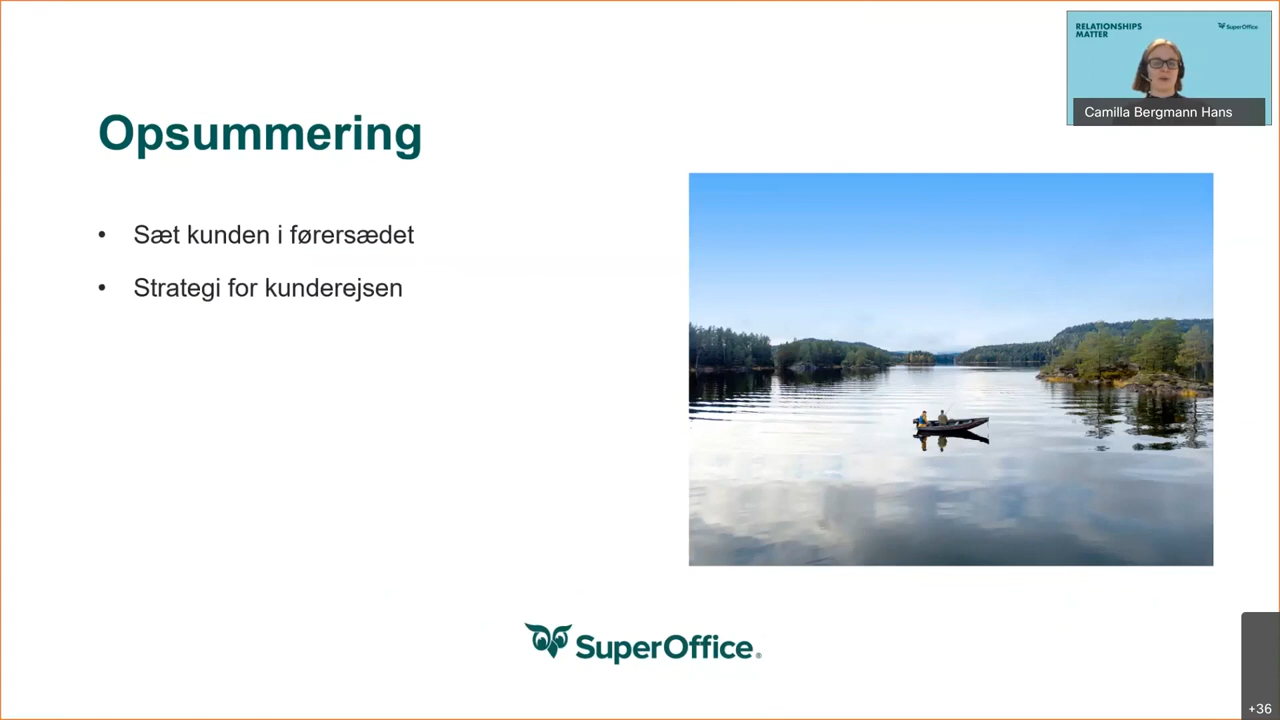 RELATIONSHIPS
MATTER
SuperOffice
Camilla Bergmann Hans
Opsummering
• Sæt kunden i førersædet
• Strategi for kunderejsen
SuperOffice®
+36